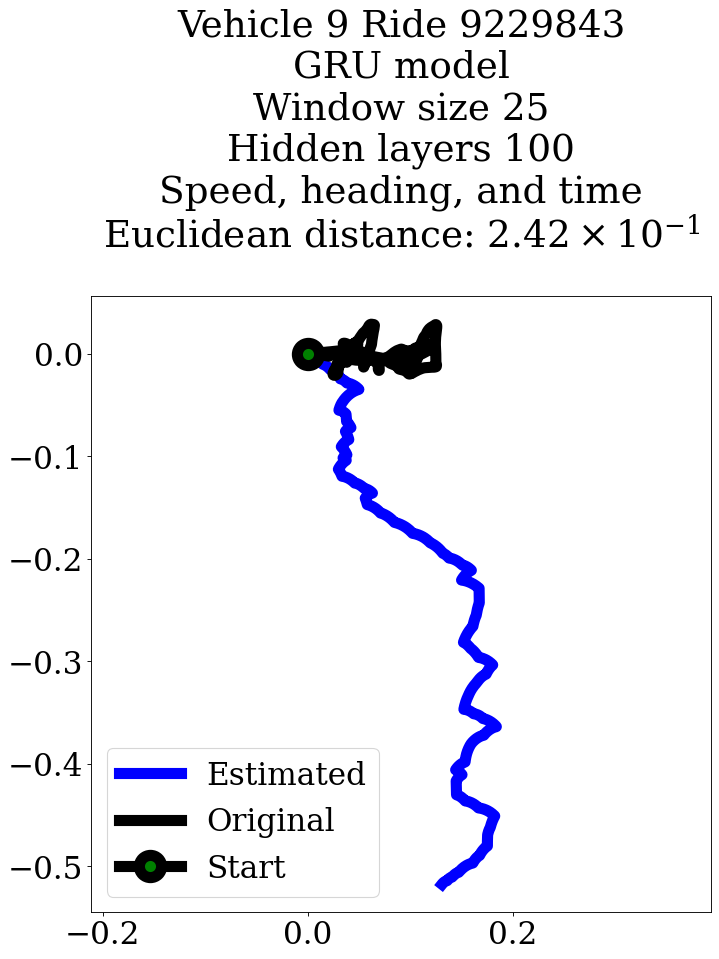 Vehicle 9 Ride 9229843
GRU model
Window size 25
Hidden layers 100
Speed, heading, and time
Euclidean distance: 2.42 × 10⁻¹
0.0
−0.1
−0.2
−0.3
−0.4
−0.5
Estimated
Original
Start
−0.2 0.0 0.2